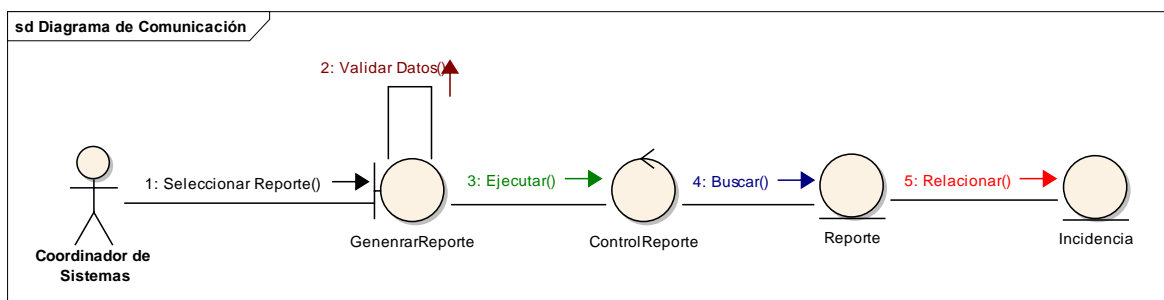 sd Diagrama de Comunicación
2: Validar Datos()
1: Seleccionar Reporte()
3: Ejecutar()
4: Buscar()
5: Relacionar()
GenenrarReporte
ControlReporte
Reporte
Incidencia
Coordinador de
Sistemas